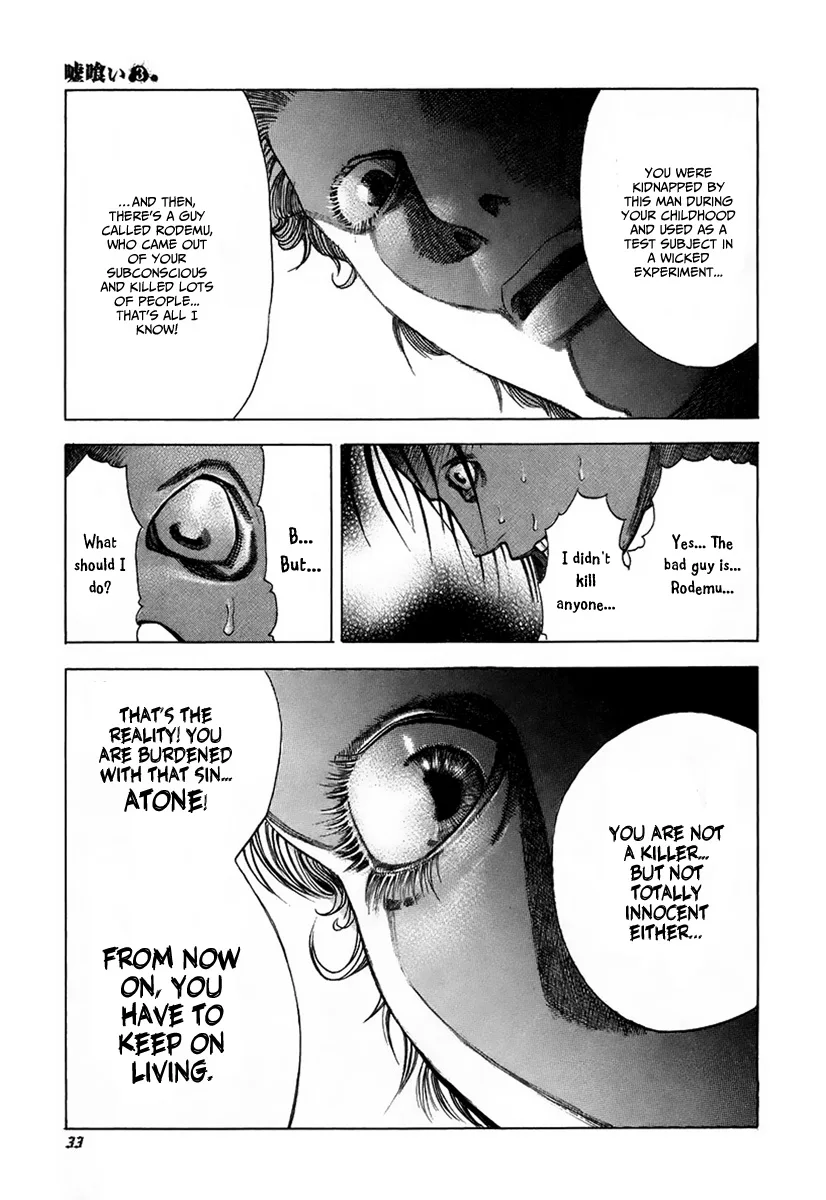 嘘喰い3.
YOU WERE
KIDNAPPED BY
THIS MAN DURING
YOUR CHILDHOOD
AND USED AS A
TEST SUBJECT IN
A WICKED
EXPERIMENT...
...AND THEN,
THERE'S A GUY
CALLED RODEMU,
WHO CAME OUT
OF YOUR
SUBCONSCIOUS
AND KILLED LOTS
OF PEOPLE...
THAT'S ALL I
KNOW!
Yes... The
bad guy is...
Rodemu...
I didn't
kill
anyone...
B...
But...
What
should I
do?
YOU ARE NOT
A KILLER...
BUT NOT
TOTALLY
INNOCENT
EITHER...
THAT'S THE
REALITY! YOU
ARE BURDENED
WITH THAT SIN...
ATONE!
FROM NOW
ON, YOU
HAVE TO
KEEP ON
LIVING.
33